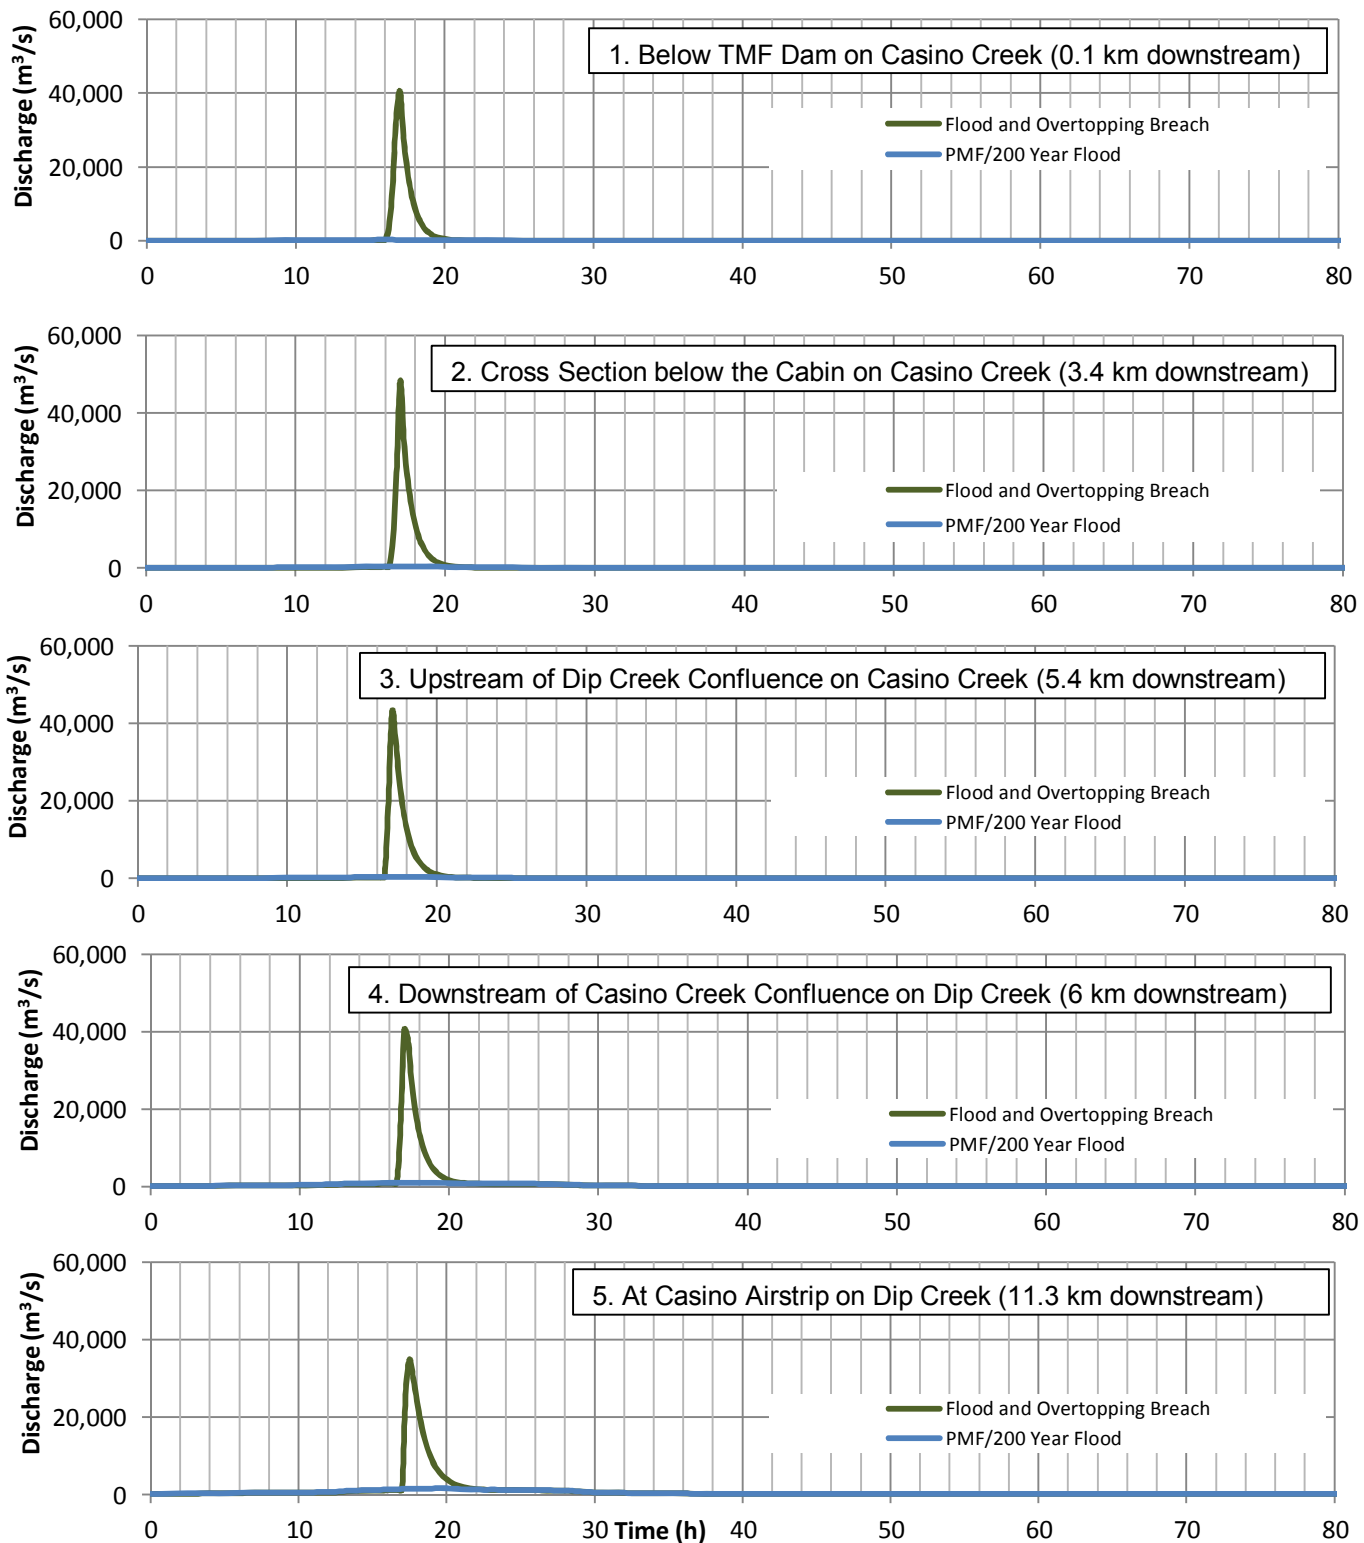 60,000
1. Below TMF Dam on Casino Creek (0.1 km downstream)
40,000
Flood and Overtopping Breach
PMF/200 Year Flood
20,000
0
Discharge (m³/s)
0 10 20 30 40 50 60 70 80
60,000
2. Cross Section below the Cabin on Casino Creek (3.4 km downstream)
40,000
20,000
Flood and Overtopping Breach
PMF/200 Year Flood
0
Discharge (m³/s)
0 10 20 30 40 50 60 70 80
60,000
3. Upstream of Dip Creek Confluence on Casino Creek (5.4 km downstream)
40,000
20,000
Flood and Overtopping Breach
PMF/200 Year Flood
0
Discharge (m³/s)
0 10 20 30 40 50 60 70 80
60,000
4. Downstream of Casino Creek Confluence on Dip Creek (6 km downstream)
40,000
20,000
Flood and Overtopping Breach
PMF/200 Year Flood
0
Discharge (m³/s)
0 10 20 30 40 50 60 70 80
60,000
5. At Casino Airstrip on Dip Creek (11.3 km downstream)
40,000
20,000
Flood and Overtopping Breach
PMF/200 Year Flood
0
Discharge (m³/s)
0 10 20 30 Time (h) 40 50 60 70 80